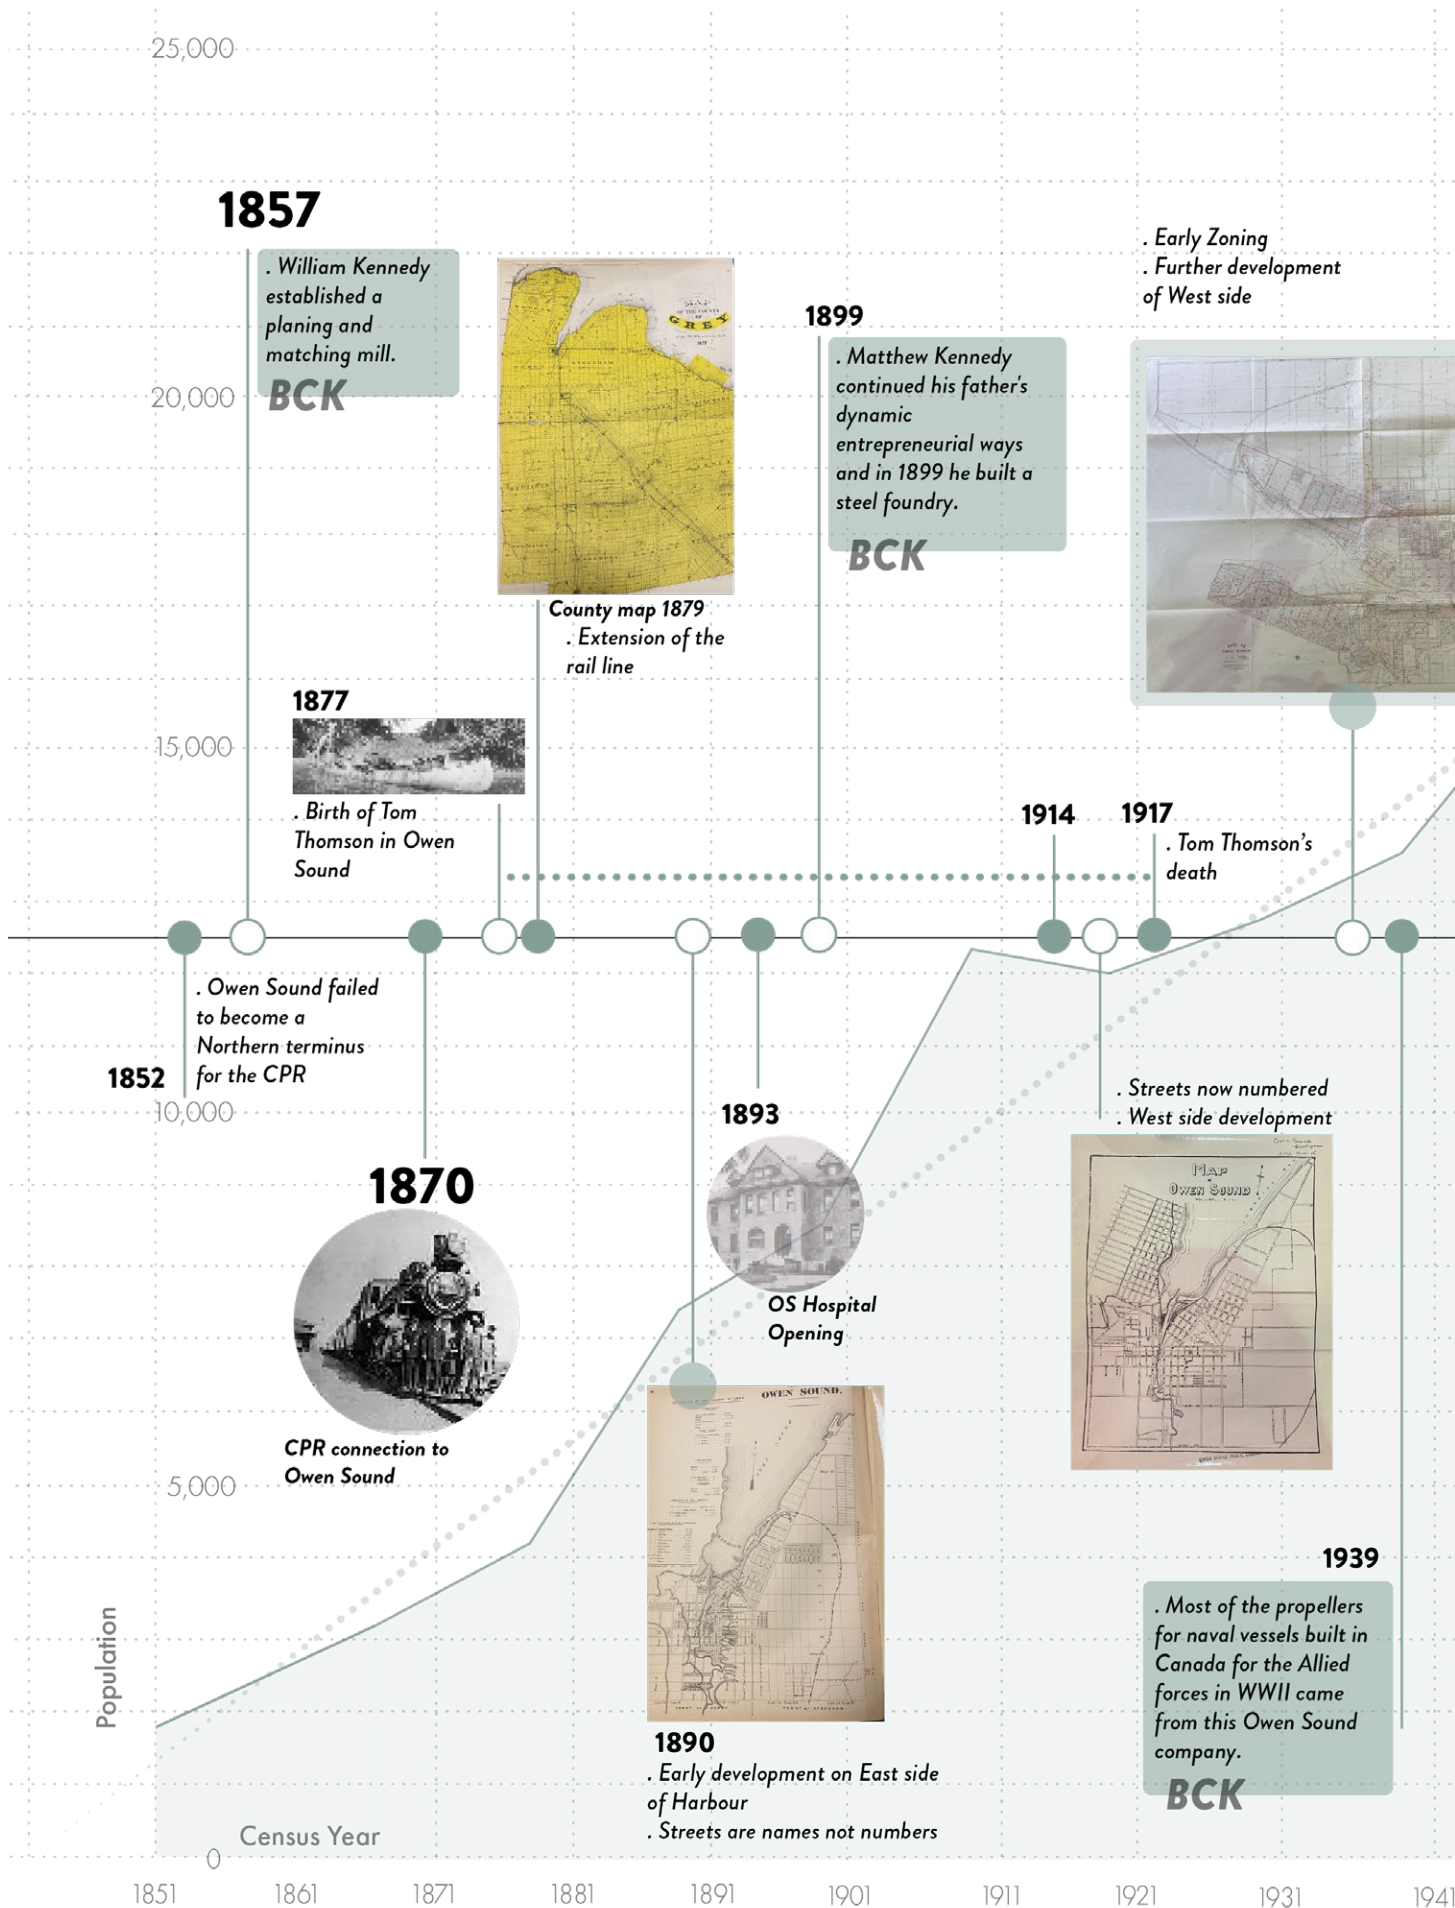 25,000
1857
. William Kennedy
established a
planing and
matching mill.
BCK
20,000
GREY
County map 1879
. Extension of the
rail line
1899
. Matthew Kennedy
continued his father's
dynamic
entrepreneurial ways
and in 1899 he built a
steel foundry.
BCK
. Early Zoning
. Further development
of West side
1877
15,000
. Birth of Tom
Thomson in Owen
Sound
1914
1917
. Tom Thomson's
death
. Owen Sound failed
to become a
Northern terminus
for the CPR
1852
10,000
1870
CPR connection to
Owen Sound
1893
OS Hospital
Opening
. Streets now numbered
. West side development
MAP
OWEN SOUND
5,000
OWEN SOUND.
1890
. Early development on East side
of Harbour
. Streets are names not numbers
1939
. Most of the propellers
for naval vessels built in
Canada for the Allied
forces in WWII came
from this Owen Sound
company.
BCK
Population
Census Year
0
1851 1861 1871 1881 1891 1901 1911 1921 1931 1941